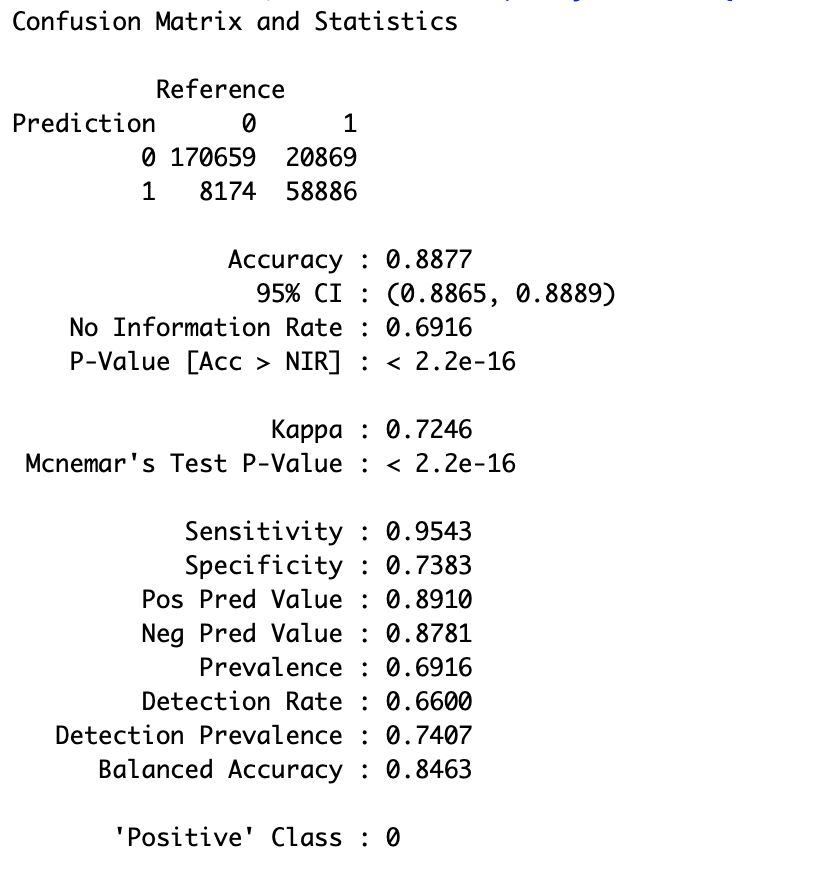 Confusion Matrix and Statistics
Reference
Prediction 0 1
0 170659 20869
1 8174 58886
Accuracy : 0.8877
95% CI : (0.8865, 0.8889)
No Information Rate : 0.6916
P-Value [Acc > NIR] : < 2.2e-16
Kappa : 0.7246
Mcnemar's Test P-Value : < 2.2e-16
Sensitivity : 0.9543
Specificity : 0.7383
Pos Pred Value : 0.8910
Neg Pred Value : 0.8781
Prevalence : 0.6916
Detection Rate : 0.6600
Detection Prevalence : 0.7407
Balanced Accuracy : 0.8463
'Positive' Class : 0